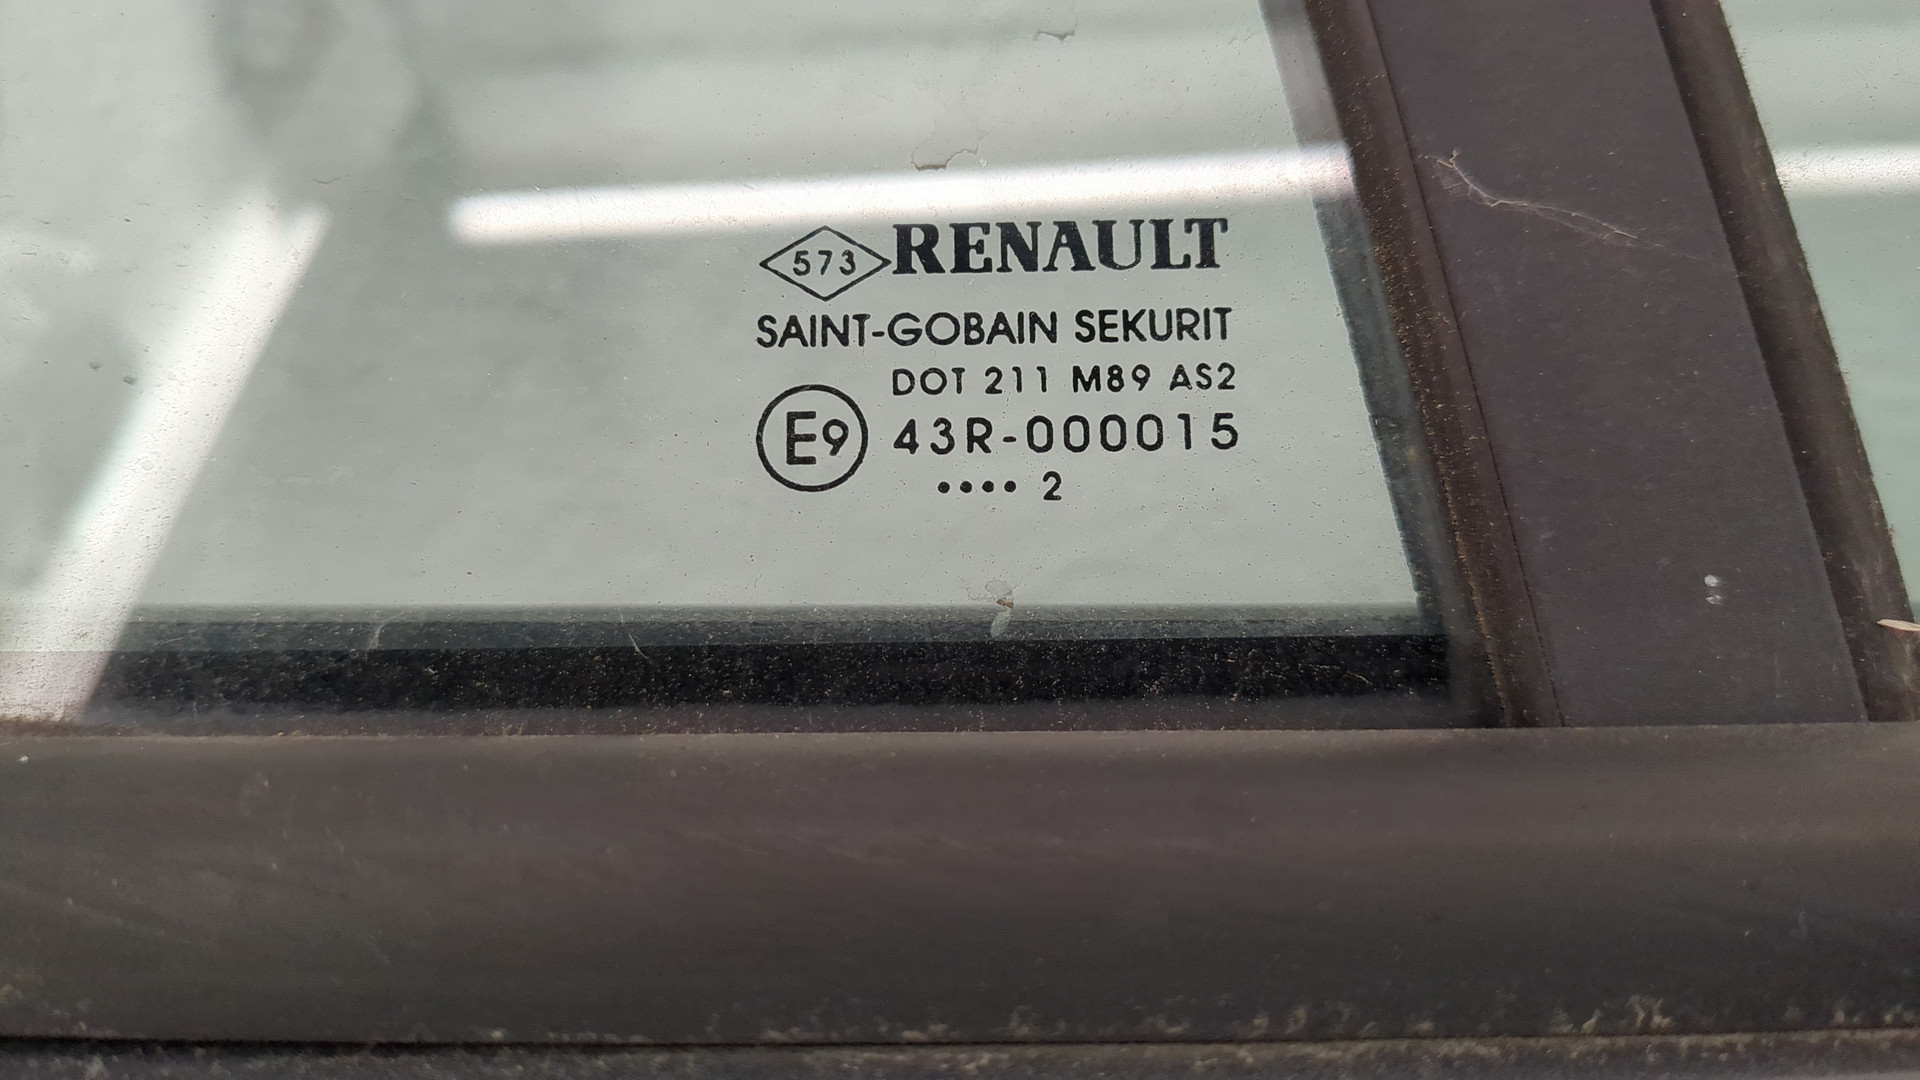 573 RENAULT
SAINT-GOBAIN SEKURIT
DOT 211 M89 AS2
E9 43R-000015
•••• 2